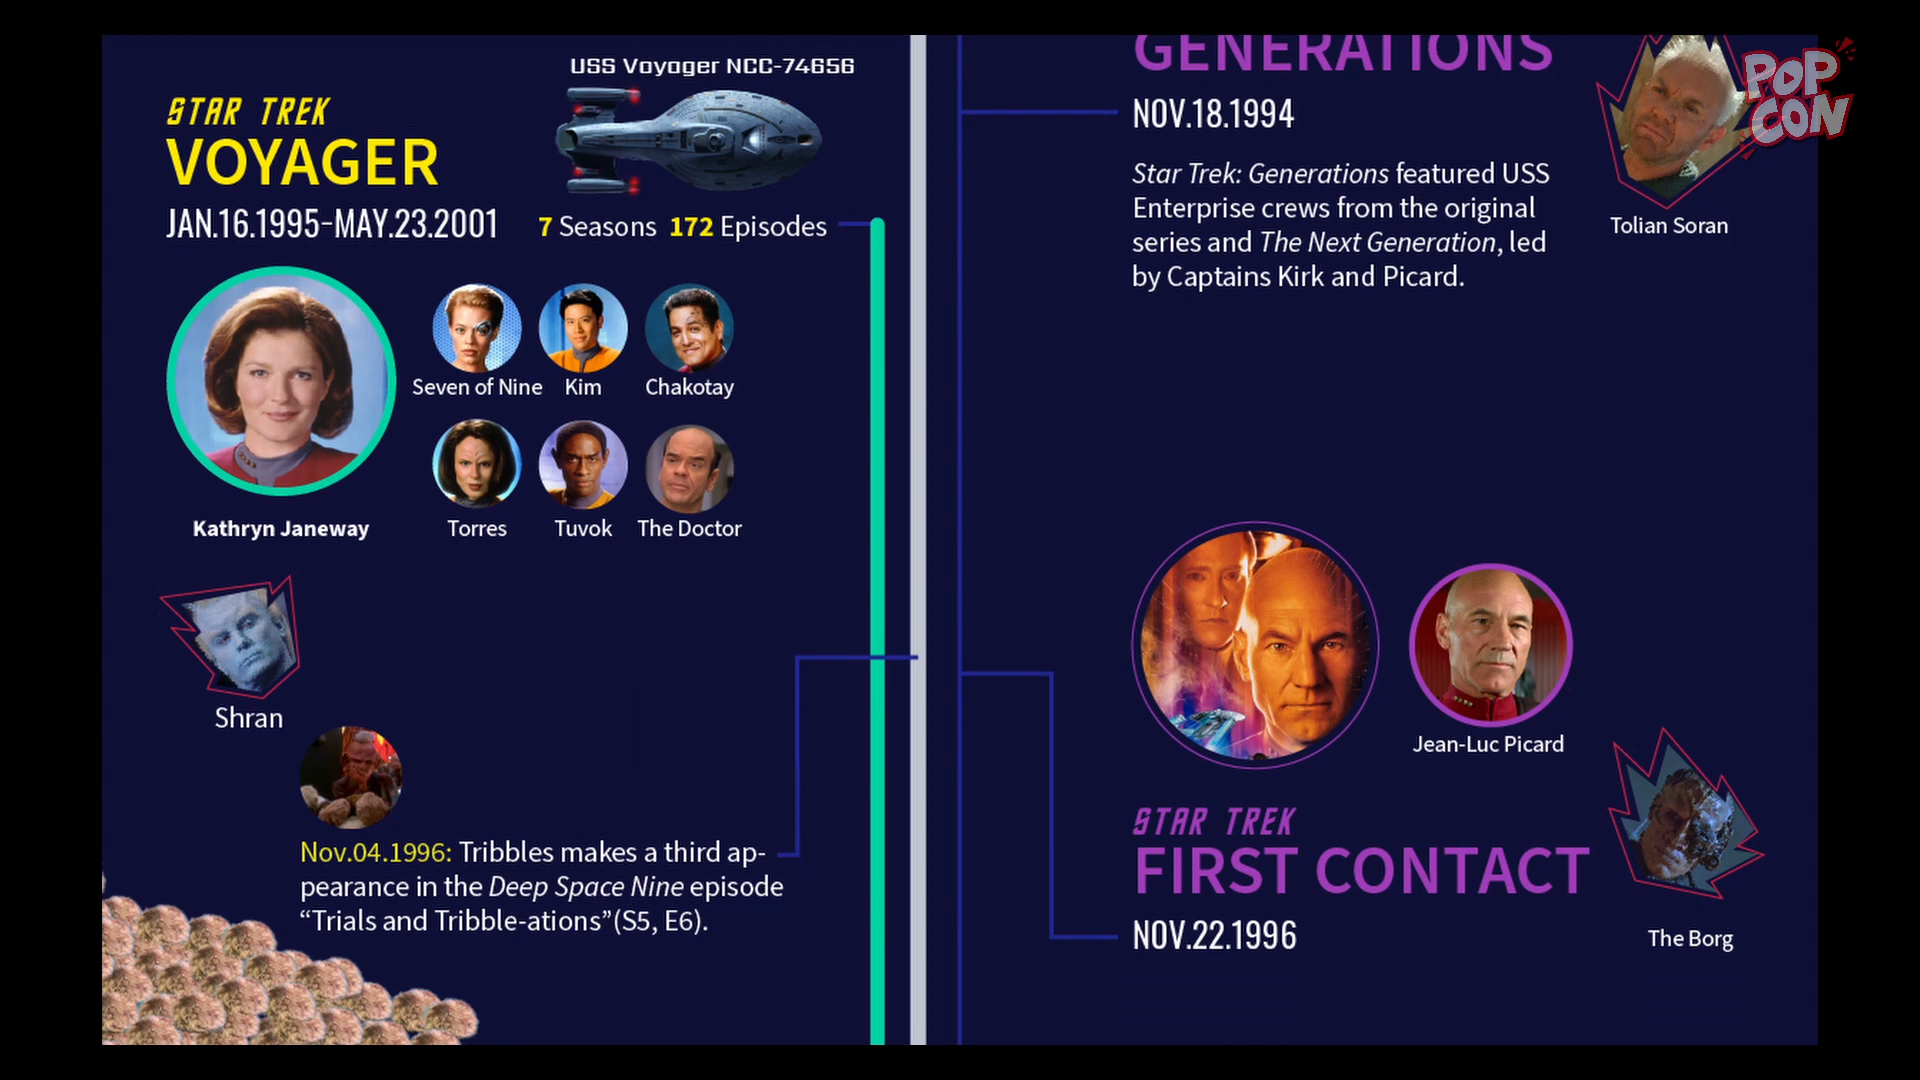 USS Voyager NCC-74656
STAR TREK
VOYAGER
JAN.16.1995-MAY.23.2001
7 Seasons 172 Episodes
Seven of Nine
Kim
Chakotay
Kathryn Janeway
Torres
Tuvok
The Doctor
Shran
Nov.04.1996: Tribbles makes a third ap-
pearance in the Deep Space Nine episode
“Trials and Tribble-ations”(S5, E6).
GENERATIONS
NOV.18.1994
Star Trek: Generations featured USS
Enterprise crews from the original
series and The Next Generation, led
by Captains Kirk and Picard.
Tolian Soran
POP
CON
Jean-Luc Picard
STAR TREK
FIRST CONTACT
NOV.22.1996
The Borg